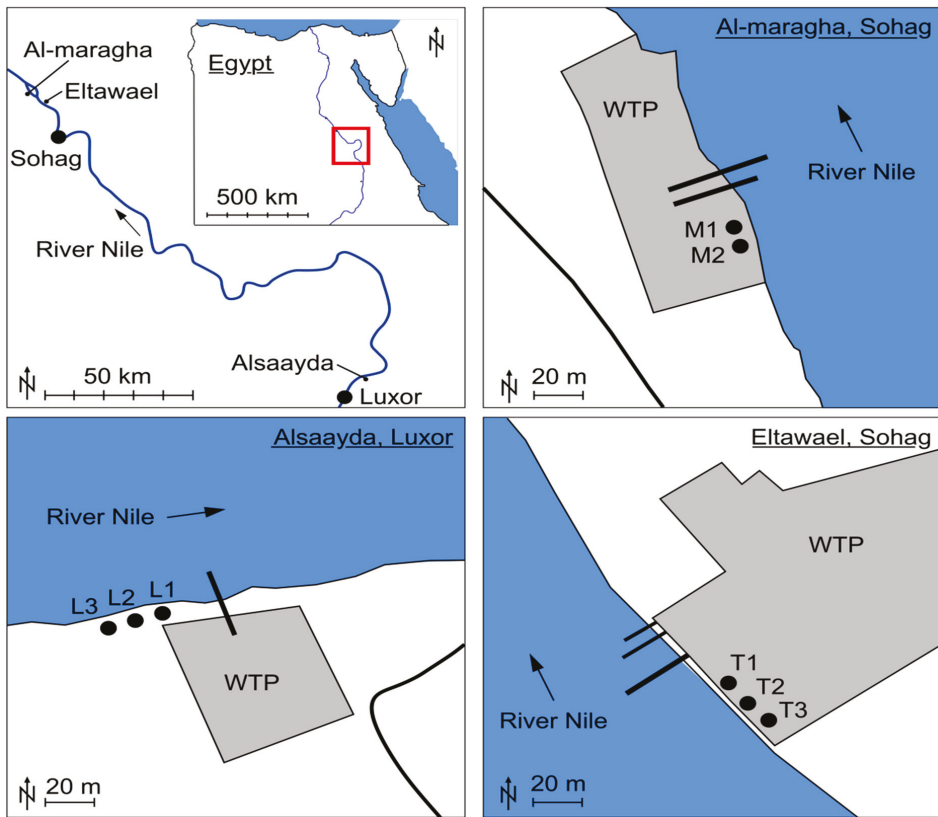 Al-maragha
Eltawael
Sohag
River Nile
50 km
Alsaayda
Luxor
N
Egypt
N
500 km
Al-maragha, Sohag
WTP
River Nile
M1
M2
N
20 m
Alsaayda, Luxor
River Nile
L3 L2 L1
WTP
N
20 m
Eltawael, Sohag
WTP
T1
T2
T3
River Nile
N
20 m